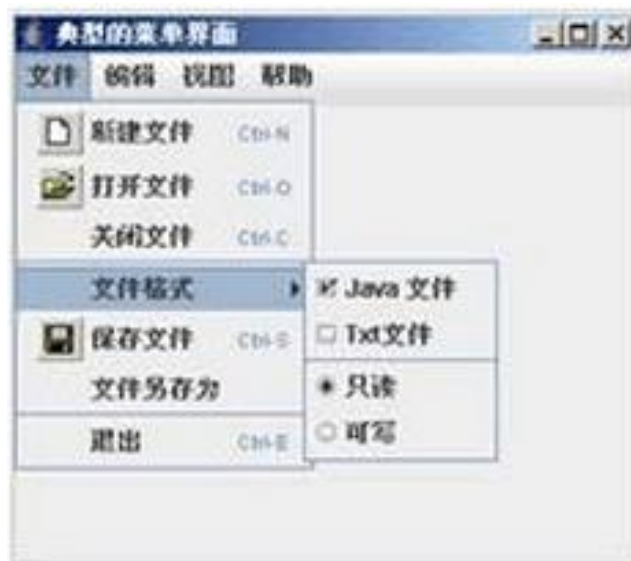 典型的菜单界面
文件 编辑 视图 帮助
新建文件 Ctrl-N
打开文件 Ctrl-O
关闭文件 Ctrl-C
文件格式
保存文件 Ctrl-S
文件另存为
退出 Ctrl-E
Java 文件
Txt文件
只读
可写